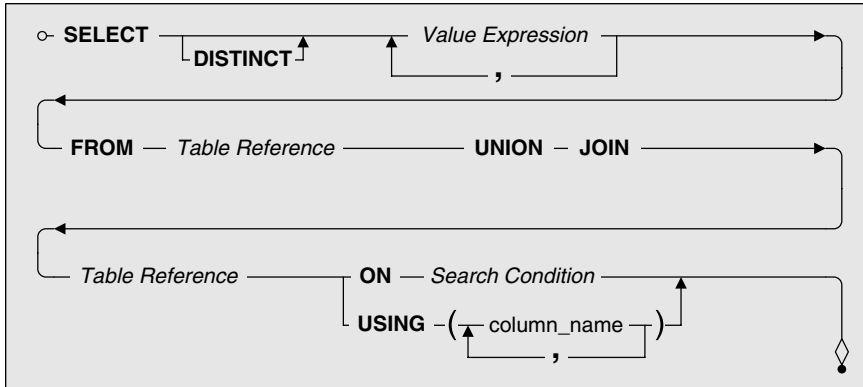 SELECT Value Expression
DISTINCT ,
FROM Table Reference UNION JOIN
Table Reference ON Search Condition
USING ( column_name )
,